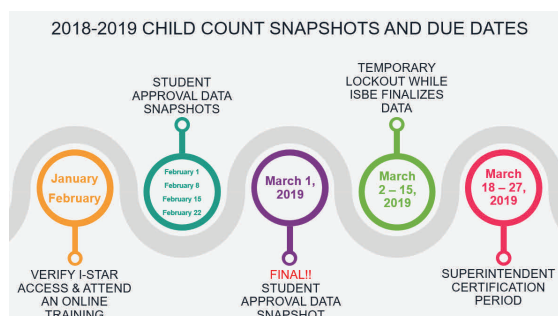 2018-2019 CHILD COUNT SNAPSHOTS AND DUE DATES
January
February
VERIFY I-STAR
ACCESS & ATTEND
AN ONLINE
TRAINING
STUDENT
APPROVAL DATA
SNAPSHOTS
February 1
February 8
February 15
February 22
March 1,
2019
FINAL!!
STUDENT
APPROVAL DATA
SNAPSHOT
TEMPORARY
LOCKOUT WHILE
ISBE FINALIZES
DATA
March
2 – 15,
2019
March
18 – 27,
2019
SUPERINTENDENT
CERTIFICATION
PERIOD